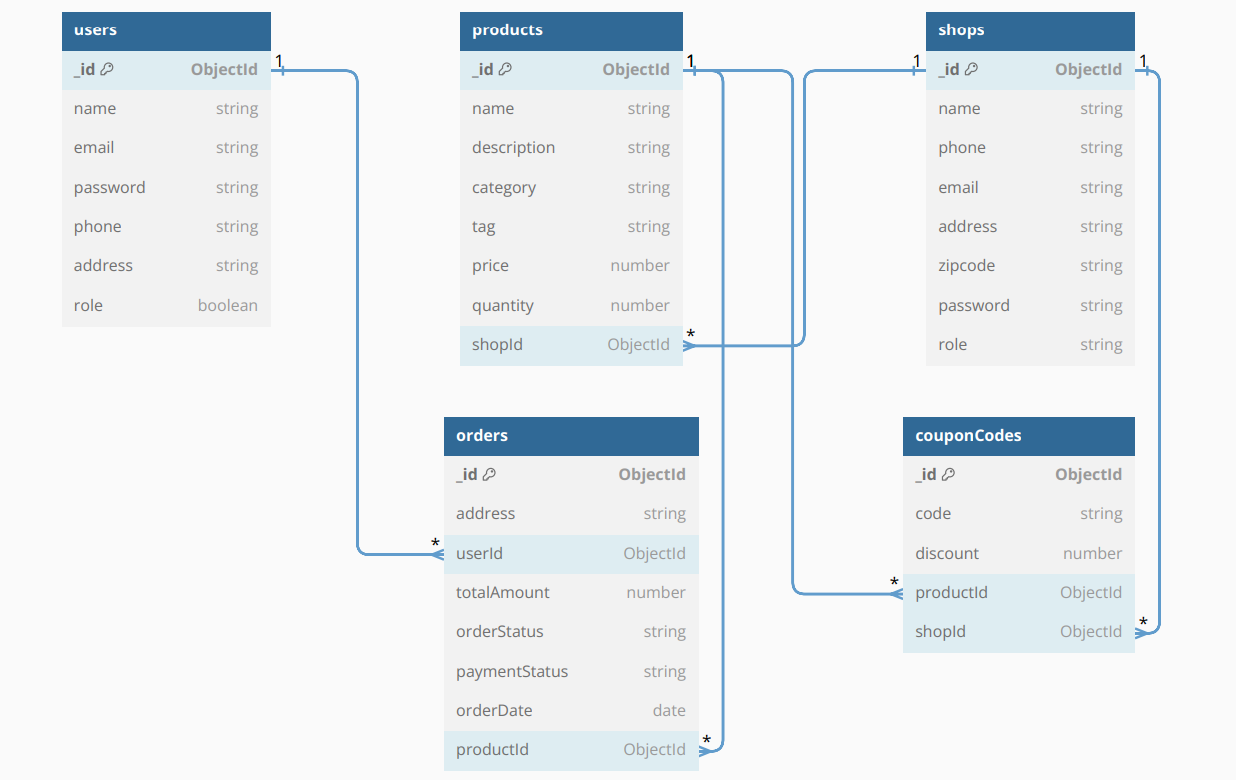 users
_id ObjectId
name string
email string
password string
phone string
address string
role boolean
products
_id ObjectId
name string
description string
category string
tag string
price number
quantity number
shopId ObjectId
shops
_id ObjectId
name string
phone string
email string
address string
zipcode string
password string
role string
orders
_id ObjectId
address string
userId ObjectId
totalAmount number
orderStatus string
paymentStatus string
orderDate date
productId ObjectId
couponCodes
_id ObjectId
code string
discount number
productId ObjectId
shopId ObjectId
1
1
1
1
*
*
*
*
*